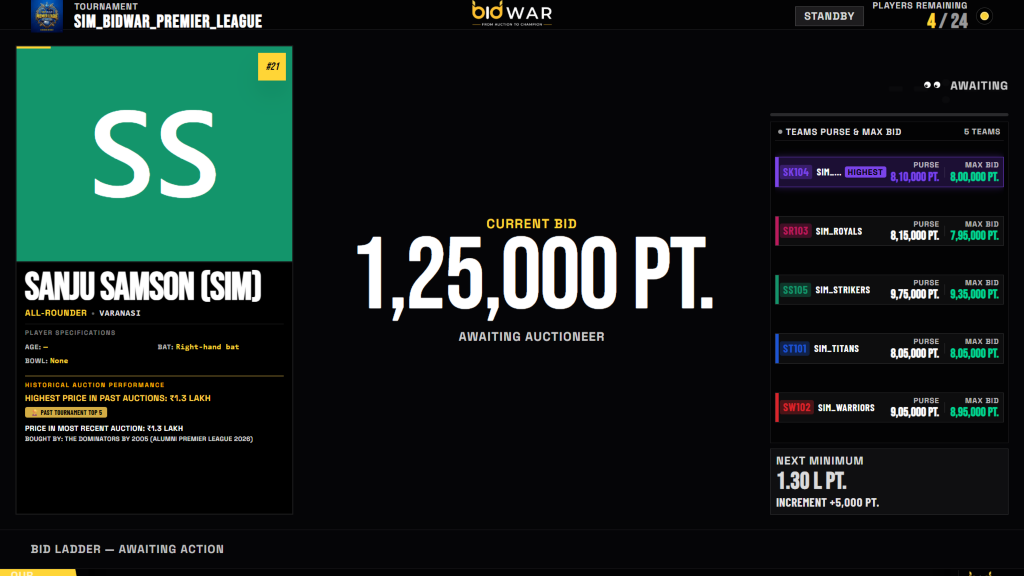 TOURNAMENT
SIM_BIDWAR_PREMIER_LEAGUE
bidWAR
FROM AUCTION TO CHAMPION
STANDBY
PLAYERS REMAINING
4 / 24
#21
SS
SANJU SAMSON (SIM)
ALL-ROUNDER • VARANASI
PLAYER SPECIFICATIONS
AGE: — BAT: Right-hand bat
BOWL: None
HISTORICAL AUCTION PERFORMANCE
HIGHEST PRICE IN PAST AUCTIONS: ₹1.3 LAKH
PAST TOURNAMENT TOP 5
PRICE IN MOST RECENT AUCTION: ₹1.3 LAKH
BOUGHT BY: THE DOMINATORS BY 2005 (ALUMNI PREMIER LEAGUE 2026)
CURRENT BID
1,25,000 PT.
AWAITING AUCTIONEER
👀 AWAITING
TEAMS PURSE & MAX BID 5 TEAMS
SK104 SIM_... HIGHEST PURSE 8,10,000 PT. MAX BID 8,00,000 PT.
SR103 SIM_ROYALS PURSE 8,15,000 PT. MAX BID 7,95,000 PT.
SS105 SIM_STRIKERS PURSE 9,75,000 PT. MAX BID 9,35,000 PT.
ST101 SIM_TITANS PURSE 8,05,000 PT. MAX BID 8,05,000 PT.
SW102 SIM_WARRIORS PURSE 9,05,000 PT. MAX BID 8,95,000 PT.
NEXT MINIMUM
1.30 L PT.
INCREMENT +5,000 PT.
BID LADDER — AWAITING ACTION